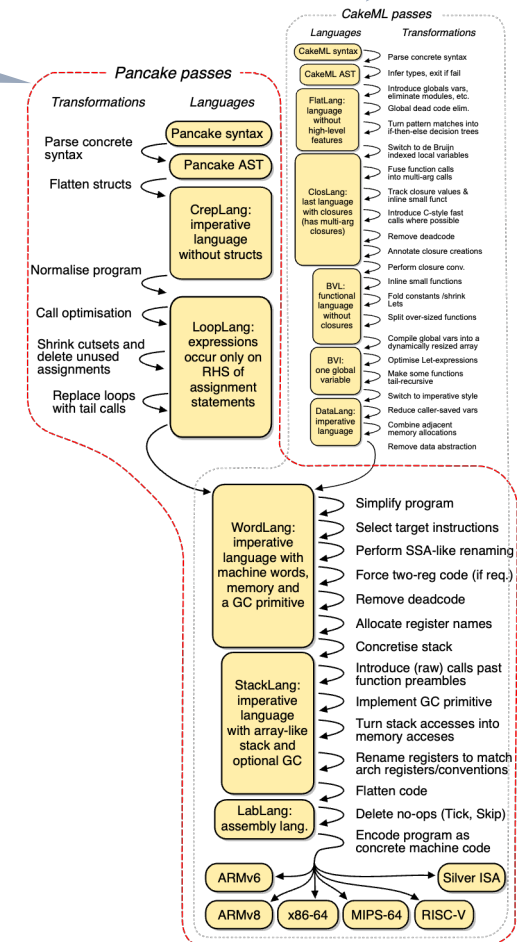 CakeML passes
Languages
Transformations
CakeML syntax
Parse concrete syntax
CakeML AST
Infer types, exit if fail
Introduce globals vars,
eliminate modules, etc.
FlatLang:
language
without
high-level
features
Global dead code elim.
Turn pattern matches into
if-then-else decision trees
Switch to de Bruijn
indexed local variables
ClosLang:
last language
with closures
(has multi-arg
closures)
Fuse function calls
into multi-arg calls
Track closure values &
inline small funct
Introduce C-style fast
calls where possible
Remove deadcode
Annotate closure creations
Perform closure conv.
BVL:
functional
language
without
closures
Inline small functions
Fold constants /shrink
Lets
Split over-sized functions
Compile global vars into a
dynamically resized array
BVI:
one global
variable
Optimise Let-expressions
Make some functions
tail-recursive
Switch to imperative style
DataLang:
imperative
language
Reduce caller-saved vars
Combine adjacent
memory allocations
Remove data abstraction
Pancake passes
Transformations
Languages
Pancake syntax
Parse concrete
syntax
Pancake AST
Flatten structs
CrepLang:
imperative
language
without structs
Normalise program
LoopLang:
expressions
occur only on
RHS of
assignment
statements
Call optimisation
Shrink cutsets and
delete unused
assignments
Replace loops
with tail calls
WordLang:
imperative
language with
machine words,
memory and
a GC primitive
Simplify program
Select target instructions
Perform SSA-like renaming
Force two-reg code (if req.)
Remove deadcode
Allocate register names
Concretise stack
StackLang:
imperative
language
with array-like
stack and
optional GC
Introduce (raw) calls past
function preambles
Implement GC primitive
Turn stack accesses into
memory acceses
Rename registers to match
arch registers/conventions
Flatten code
LabLang:
assembly lang.
Delete no-ops (Tick, Skip)
Encode program as
concrete machine code
ARMv6
Silver ISA
ARMv8
x86-64
MIPS-64
RISC-V